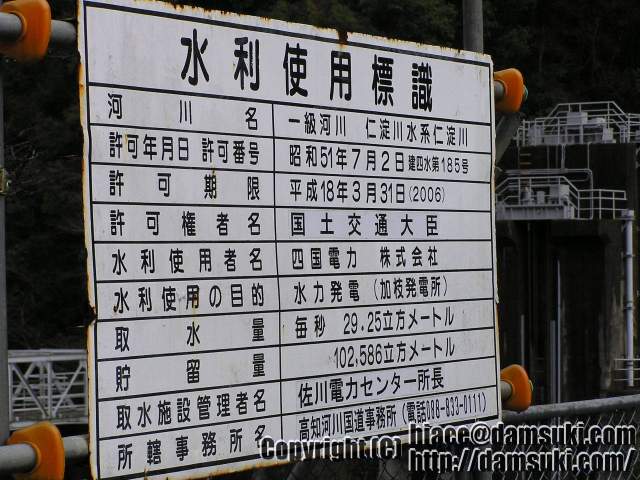 水利使用標識
河川名 一級河川 仁淀川水系仁淀川
許可年月日 許可番号 昭和51年7月2日 建四水第185号
許可期限 平成18年3月31日(2006)
許可権者名 国土交通大臣
水利使用者名 四国電力 株式会社
水利使用の目的 水力発電 (加枝発電所)
取水量 毎秒 29.25立方メートル
貯留量 102,586立方メートル
取水施設管理者名 佐川電力センター所長
所轄事務所名 高知河川国道事務所(電話088-833-0111)
Copyright(C) hiace@damsuki.com
http://damsuki.com/